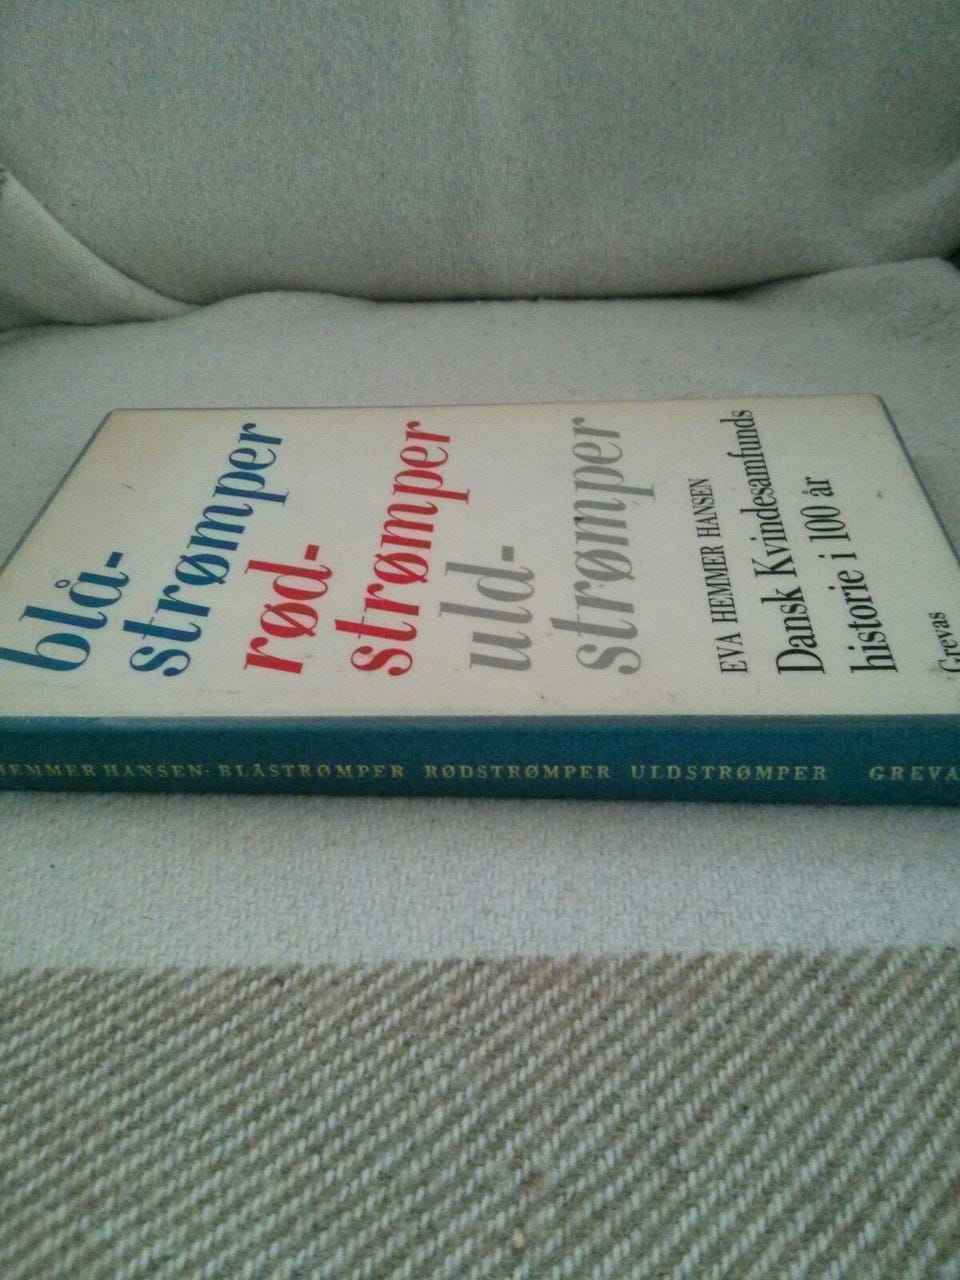 blå-
strømper
rød-
strømper
uld-
strømper
EVA HEMMER HANSEN
Dansk Kvindesamfunds
historie i 100 år
Grevas
HEMMER HANSEN: BLÅSTRØMPER RØDSTRØMPER ULDSTRØMPER GREVA